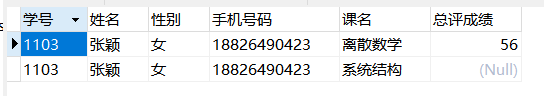 学号 姓名 性别 手机号码 课名 总评成绩
1103 张颖 女 18826490423 离散数学 56
1103 张颖 女 18826490423 系统结构 (Null)